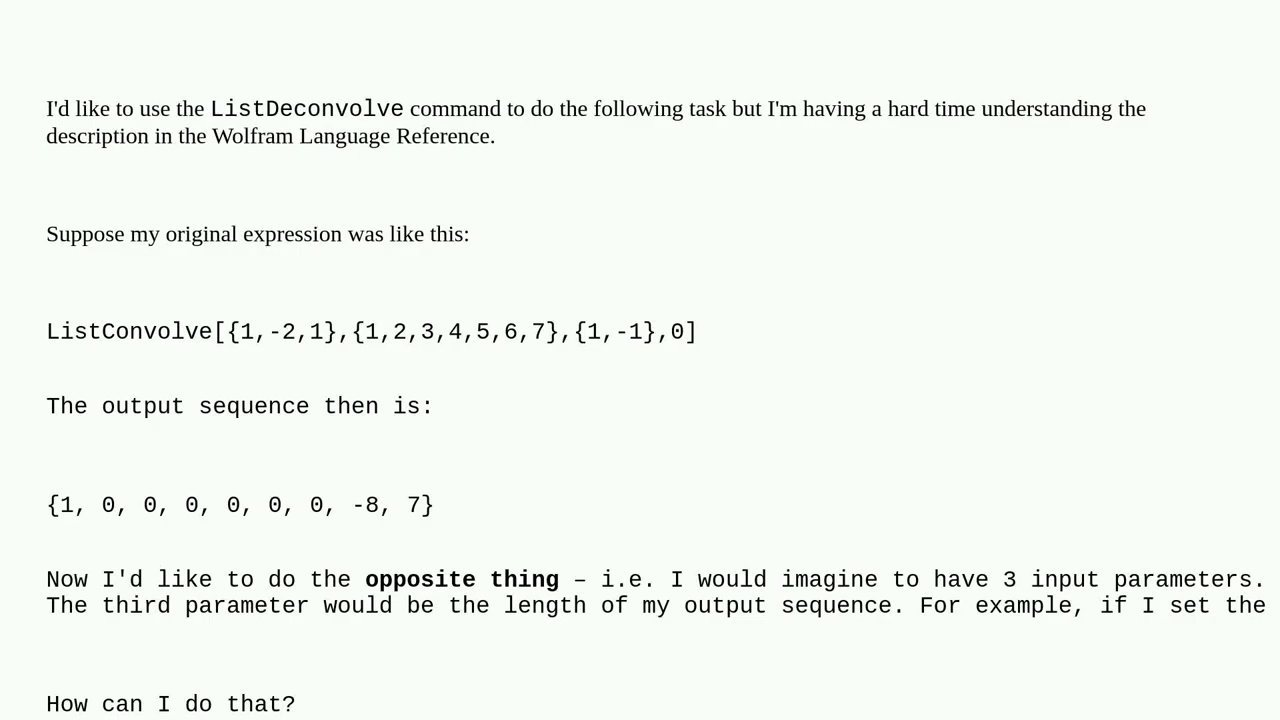 I'd like to use the ListDeconvolve command to do the following task but I'm having a hard time understanding the
description in the Wolfram Language Reference.
Suppose my original expression was like this:
ListConvolve[{1,-2,1},{1,2,3,4,5,6,7},{1,-1},0]
The output sequence then is:
{1, 0, 0, 0, 0, 0, 0, -8, 7}
Now I'd like to do the opposite thing – i.e. I would imagine to have 3 input parameters.
The third parameter would be the length of my output sequence. For example, if I set the
How can I do that?